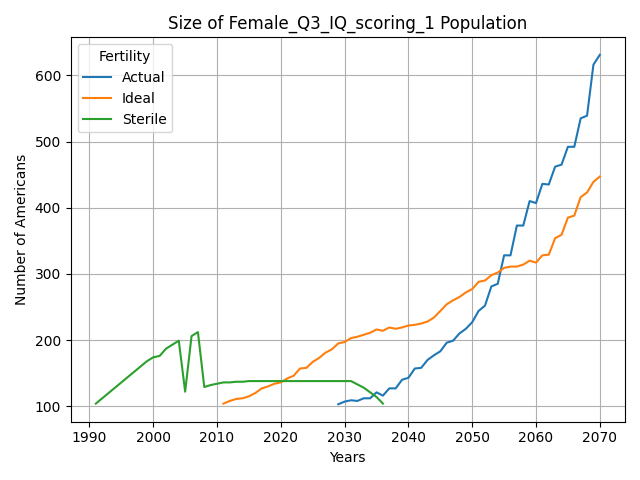 Size of Female_Q3_IQ_scoring_1 Population
Fertility
Actual
Ideal
Sterile
Number of Americans
600
500
400
300
200
100
1990
2000
2010
2020
2030
2040
2050
2060
2070
Years